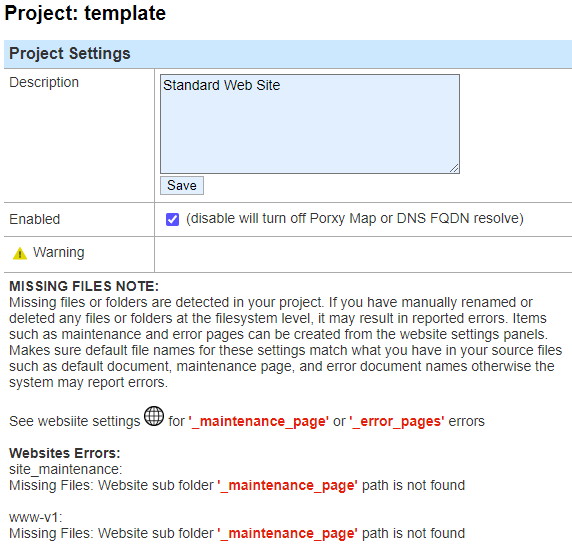 Project: template
Project Settings
Description
Standard Web Site
Save
Enabled
(disable will turn off Porxy Map or DNS FQDN resolve)
Warning
MISSING FILES NOTE:
Missing files or folders are detected in your project. If you have manually renamed or
deleted any files or folders at the filesystem level, it may result in reported errors. Items
such as maintenance and error pages can be created from the website settings panels.
Makes sure default file names for these settings match what you have in your source files
such as default document, maintenance page, and error document names otherwise the
system may report errors.
See websiite settings for '_maintenance_page' or '_error_pages' errors
Websites Errors:
site_maintenance:
Missing Files: Website sub folder '_maintenance_page' path is not found
www-v1:
Missing Files: Website sub folder '_maintenance_page' path is not found